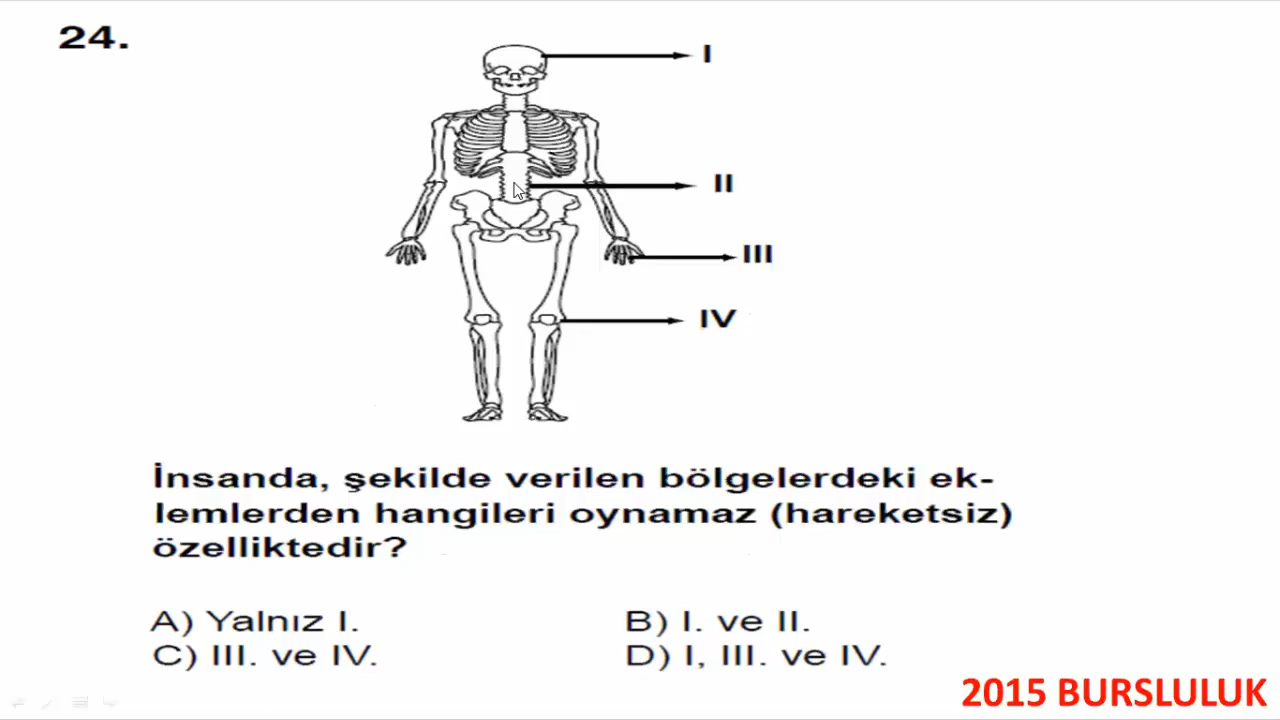 24.
I
II
III
IV
İnsanda, şekilde verilen bölgelerdeki ek-
lemlerden hangileri oynamaz (hareketsiz)
özelliktedir?
A) Yalnız I.
B) I. ve II.
C) III. ve IV.
D) I, III. ve IV.
2015 BURSLULUK